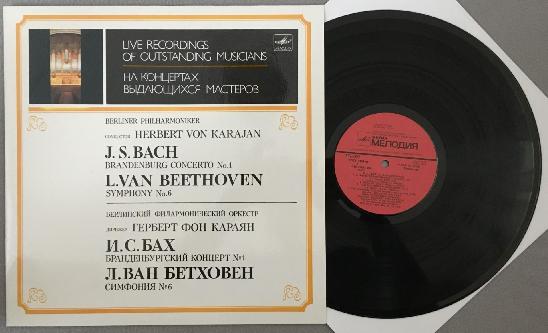 LIVE RECORDINGS
OF OUTSTANDING MUSICIANS
НА КОНЦЕРТАХ
ВЫДАЮЩИХСЯ МАСТЕРОВ
BERLINER PHILHARMONIKER
CONDUCTOR HERBERT VON KARAJAN
J. S. BACH
BRANDENBURG CONCERTO No.1
L. VAN BEETHOVEN
SYMPHONY No.6
БЕРЛИНСКИЙ ФИЛАРМОНИЧЕСКИЙ ОРКЕСТР
ДИРИЖЕР ГЕРБЕРТ ФОН КАРАЯН
И. С. БАХ
БРАНДЕНБУРГСКИЙ КОНЦЕРТ №1
Л. ВАН БЕТХОВЕН
СИМФОНИЯ №6
МЕЛОДИЯ